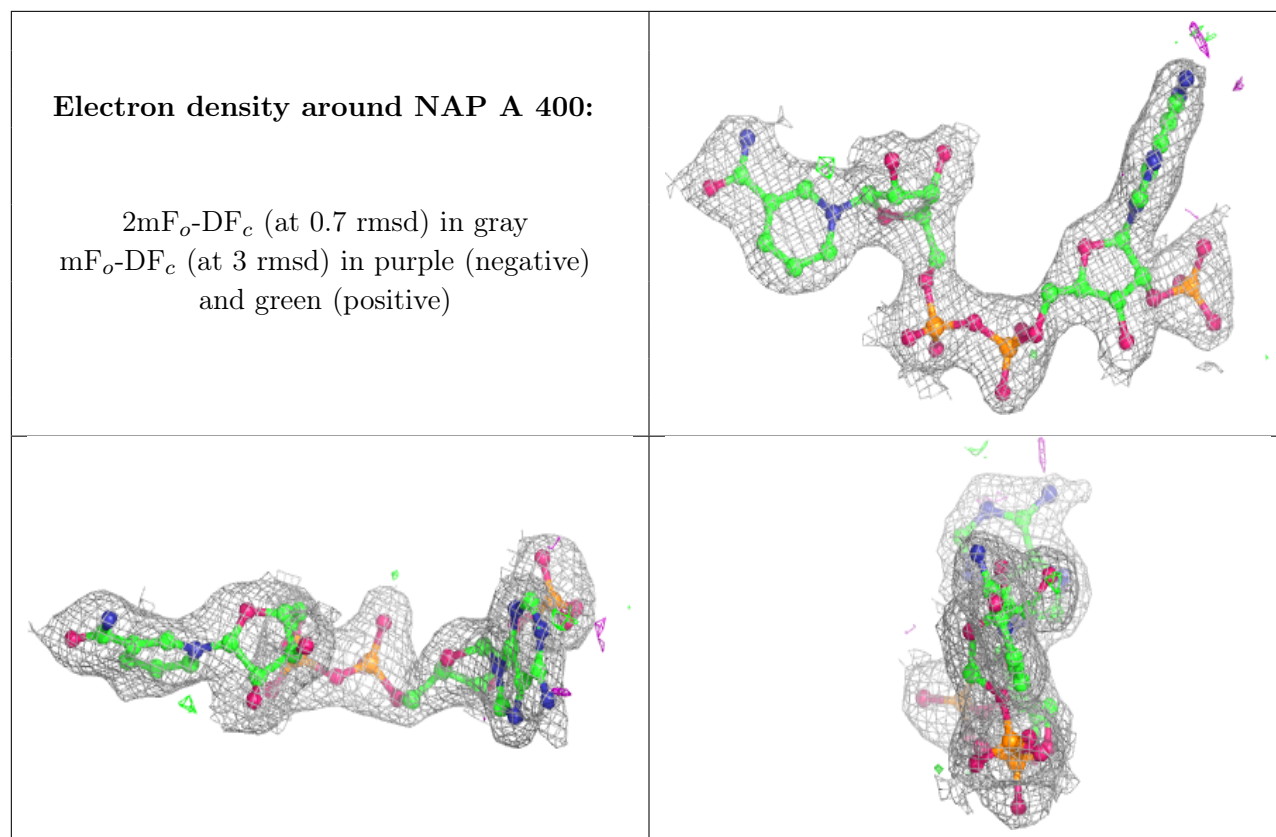 Electron density around NAP A 400:
2mFo-DFc (at 0.7 rmsd) in gray
mFo-DFc (at 3 rmsd) in purple (negative)
and green (positive)